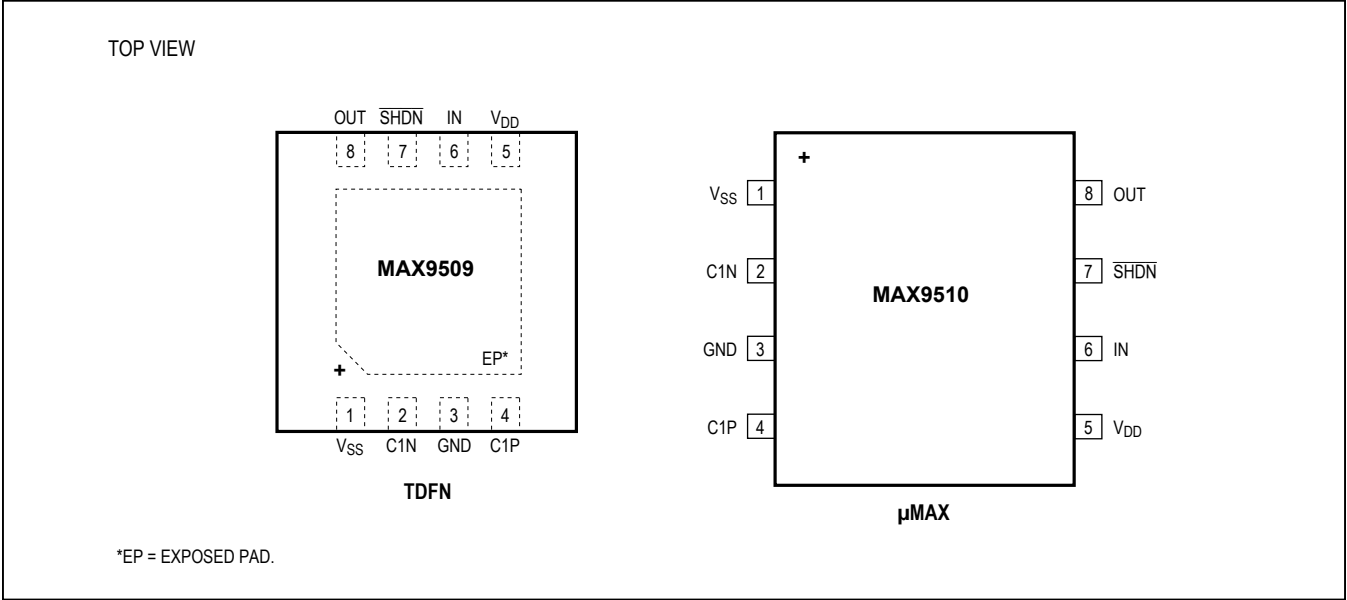 TOP VIEW
OUT SHDN IN VDD
8 7 6 5
MAX9509
EP*
+
1 2 3 4
VSS C1N GND C1P
TDFN
+
VSS 1
C1N 2
GND 3
C1P 4
MAX9510
8 OUT
7 SHDN
6 IN
5 VDD
µMAX
*EP = EXPOSED PAD.